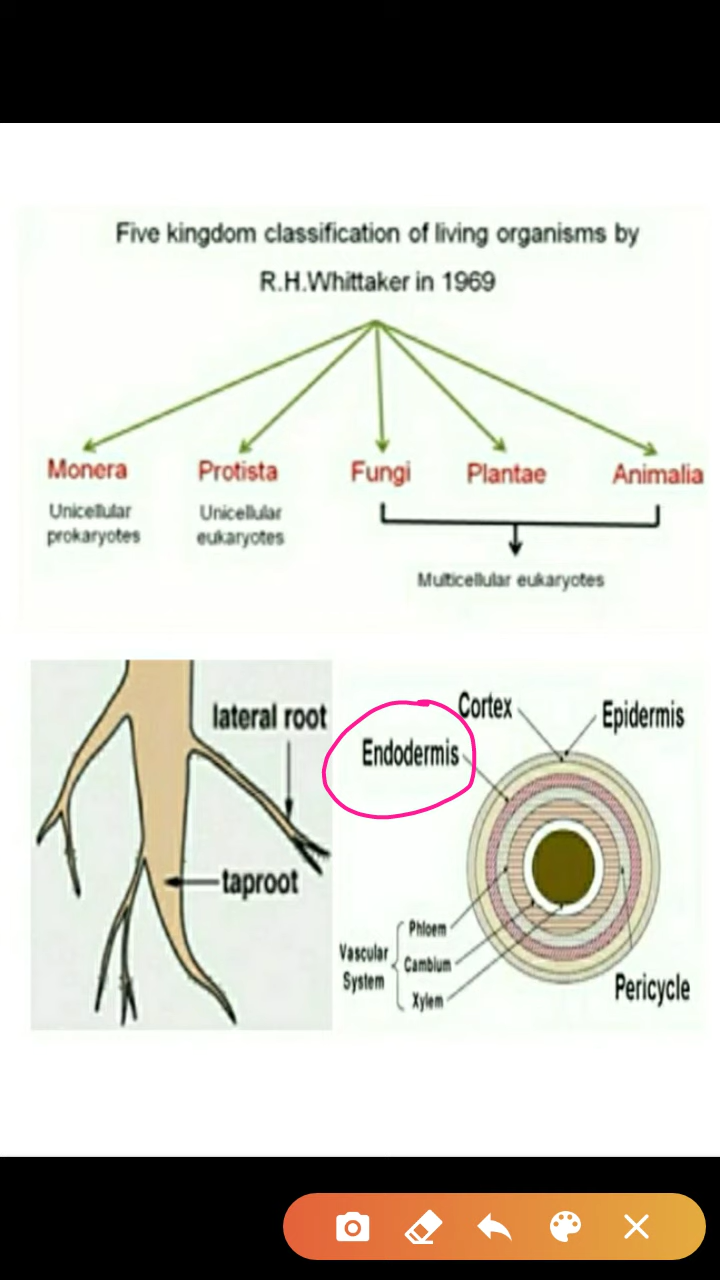 Five kingdom classification of living organisms by
R.H.Whittaker in 1969
Monera
Protista
Fungi
Plantae
Animalia
Unicellular
prokaryotes
Unicellular
eukaryotes
Multicellular eukaryotes
lateral root
taproot
Cortex
Epidermis
Endodermis
Phloem
Vascular
System
Cambium
Xylem
Pericycle